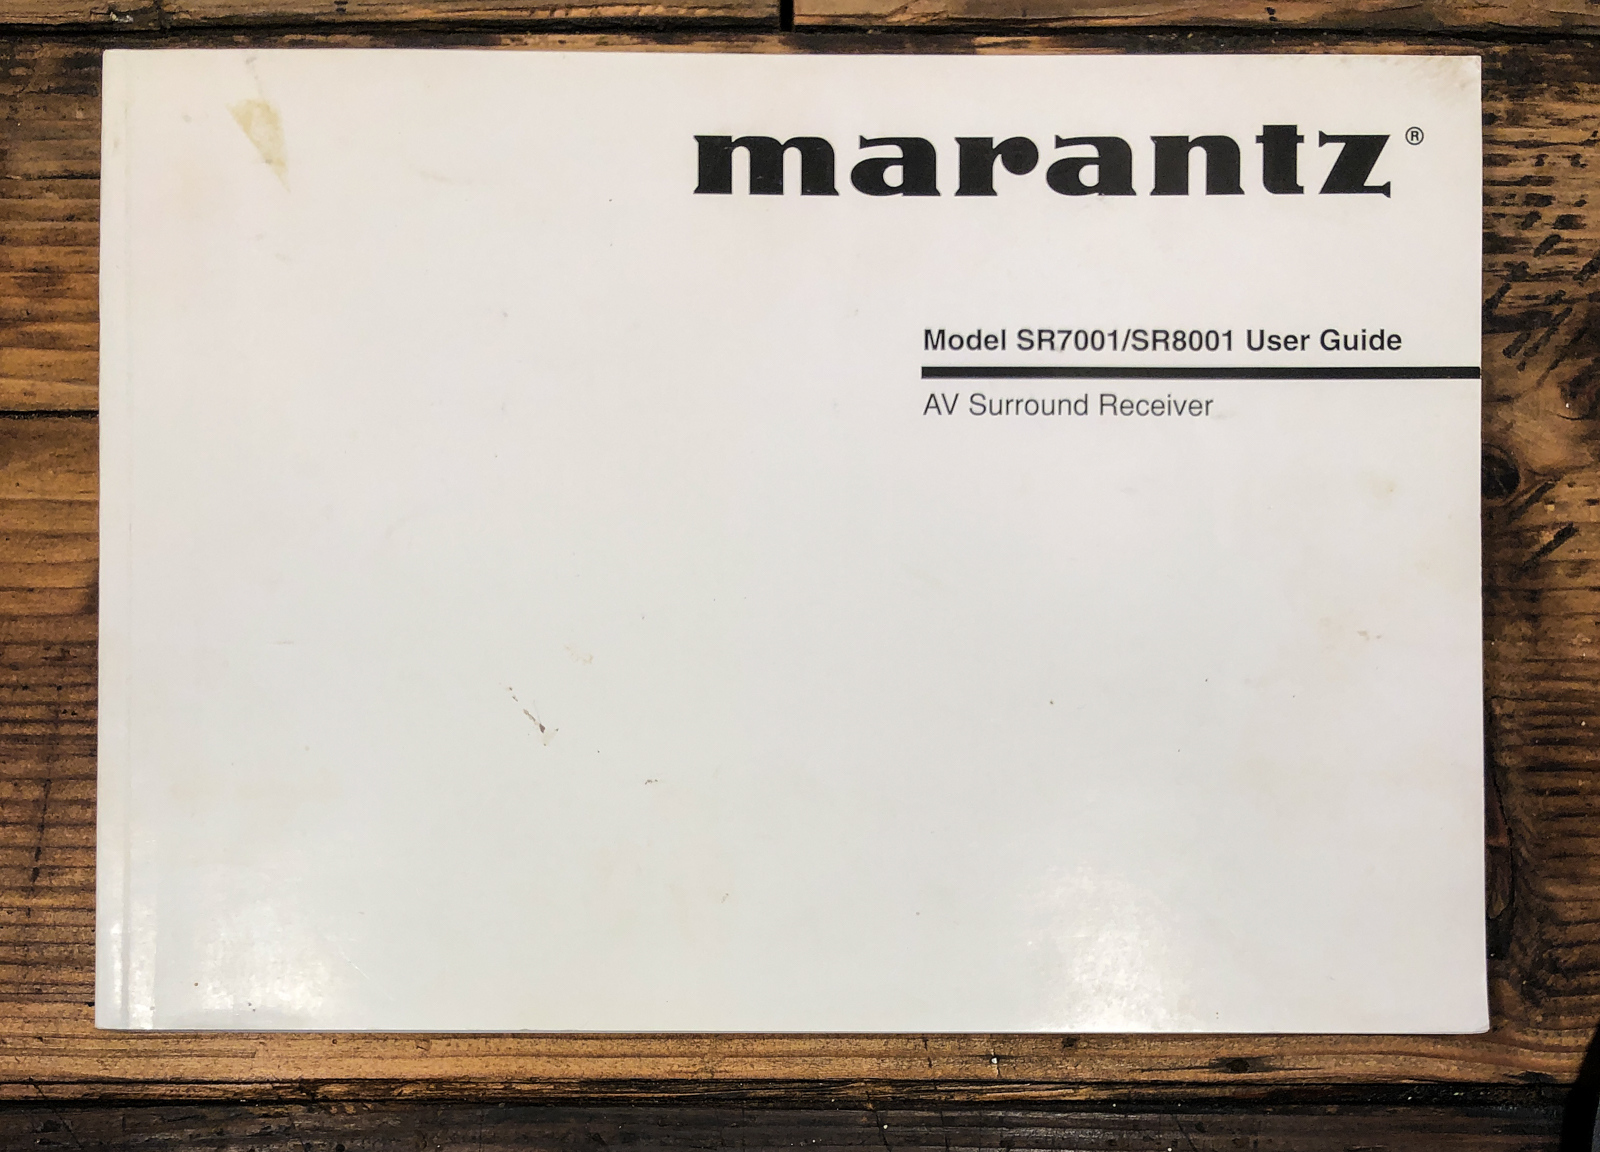 marantz®
Model SR7001/SR8001 User Guide
AV Surround Receiver